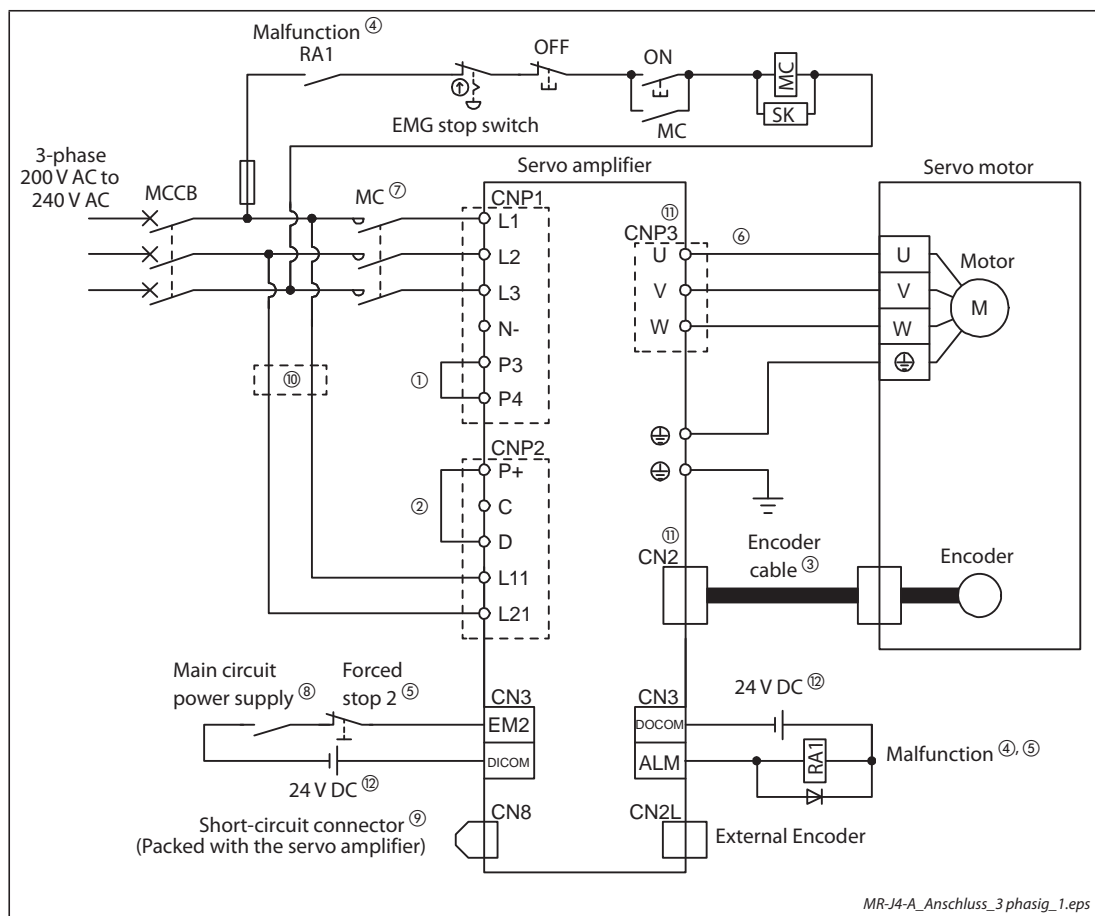 Malfunction ④
RA1
OFF
ON
MC
SK
EMG stop switch
MC
3-phase
200 V AC to
240 V AC
MCCB
MC ⑦
Servo amplifier
Servo motor
CNP1
L1
L2
L3
N-
P3
P4
①
⑩
⑪
CNP3
U
V
W
⑥
U
V
W
Motor
M
CNP2
P+
C
D
L11
L21
②
⑪
CN2
Encoder
cable ③
Encoder
Main circuit
power supply ⑧
Forced
stop 2 ⑤
CN3
EM2
DICOM
24 V DC ⑫
CN3
DOCOM
ALM
24 V DC ⑫
RA1
Malfunction ④, ⑤
Short-circuit connector ⑨
(Packed with the servo amplifier)
CN8
CN2L
External Encoder
MR-J4-A_Anschluss_3 phasig_1.eps